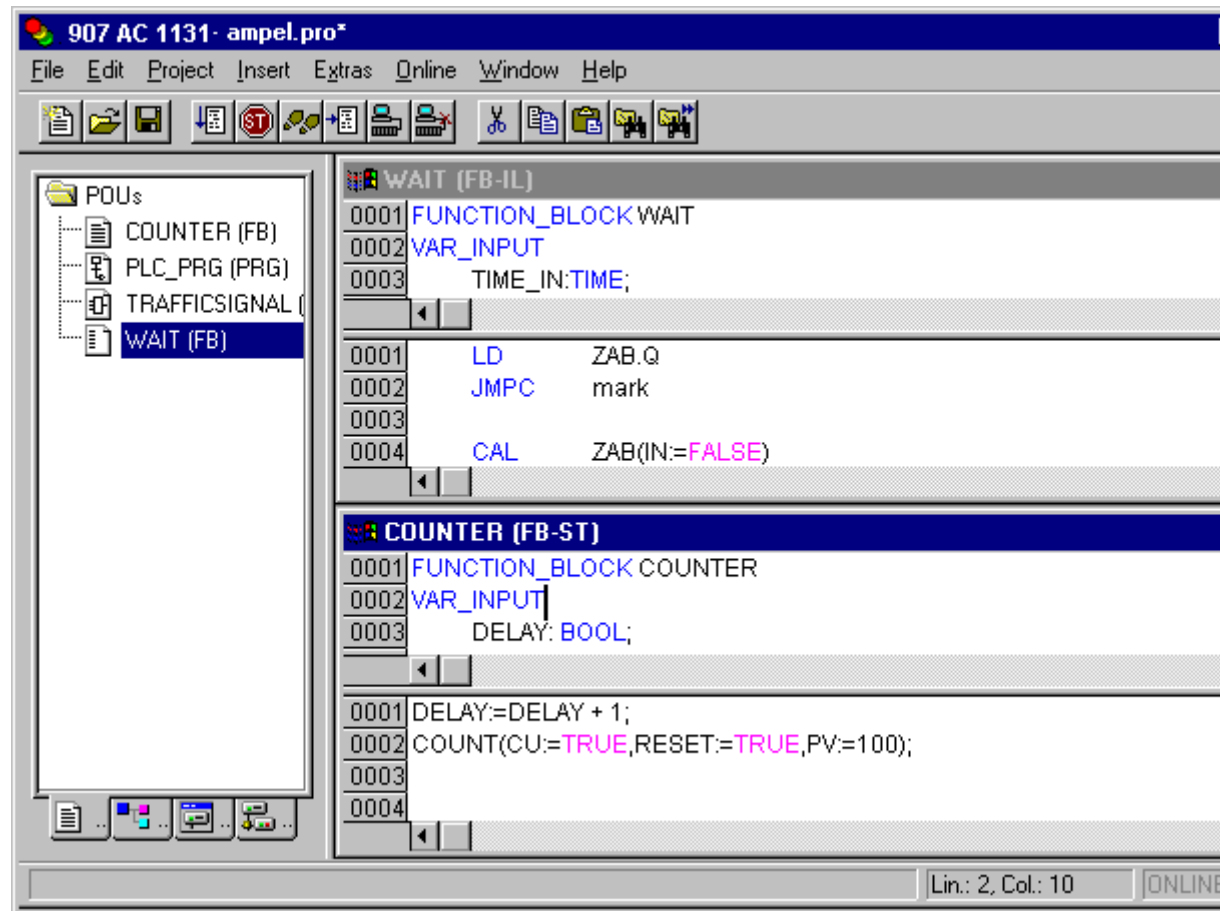 907 AC 1131- ampel.pro*
File Edit Project Insert Extras Online Window Help
ST
POUs
COUNTER (FB)
PLC_PRG (PRG)
TRAFFICSIGNAL (
WAIT (FB)
WAIT (FB-IL)
0001 FUNCTION_BLOCK WAIT
0002 VAR_INPUT
0003 TIME_IN:TIME;
0001 LD ZAB.Q
0002 JMPC mark
0003
0004 CAL ZAB(IN:=FALSE)
COUNTER (FB-ST)
0001 FUNCTION_BLOCK COUNTER
0002 VAR_INPUT
0003 DELAY: BOOL;
0001 DELAY:=DELAY + 1;
0002 COUNT(CU:=TRUE,RESET:=TRUE,PV:=100);
0003
0004
.. .. .. ..
Lin.: 2, Col.: 10 ONLINE